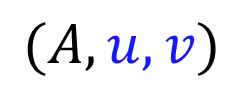 (A, u, v)